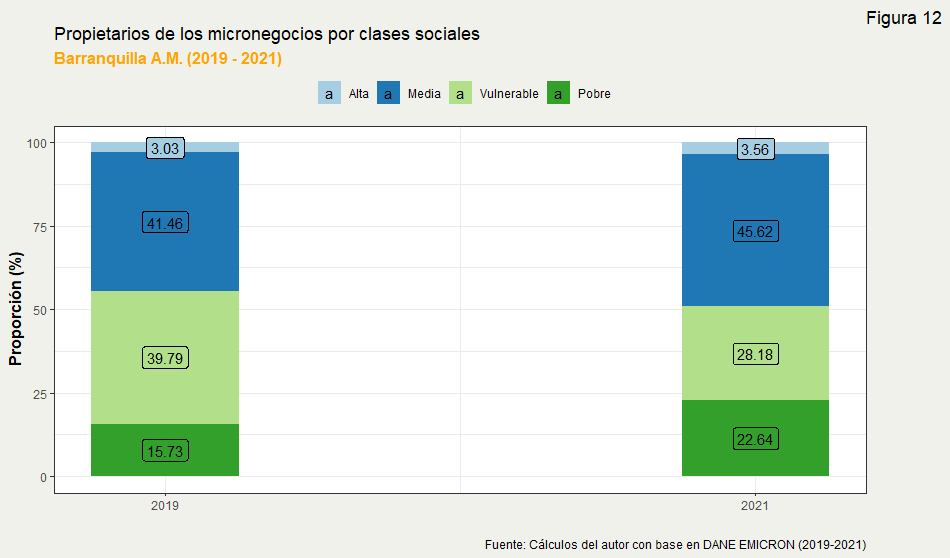 Figura 12
Propietarios de los micronegocios por clases sociales
Barranquilla A.M. (2019 - 2021)
a Alta a Media a Vulnerable a Pobre
100
75
50
25
0
Proporción (%)
3.03
41.46
39.79
15.73
3.56
45.62
28.18
22.64
2019
2021
Fuente: Cálculos del autor con base en DANE EMICRON (2019-2021)